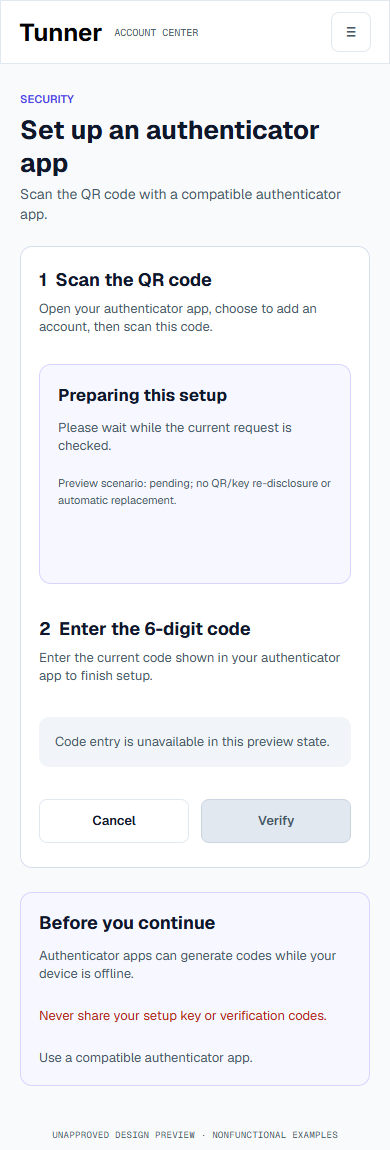 Tunner ACCOUNT CENTER
SECURITY
Set up an authenticator
app
Scan the QR code with a compatible authenticator
app.
1 Scan the QR code
Open your authenticator app, choose to add an
account, then scan this code.
Preparing this setup
Please wait while the current request is
checked.
Preview scenario: pending; no QR/key re-disclosure or
automatic replacement.
2 Enter the 6-digit code
Enter the current code shown in your authenticator
app to finish setup.
Code entry is unavailable in this preview state.
Cancel Verify
Before you continue
Authenticator apps can generate codes while your
device is offline.
Never share your setup key or verification codes.
Use a compatible authenticator app.
UNAPPROVED DESIGN PREVIEW · NONFUNCTIONAL EXAMPLES